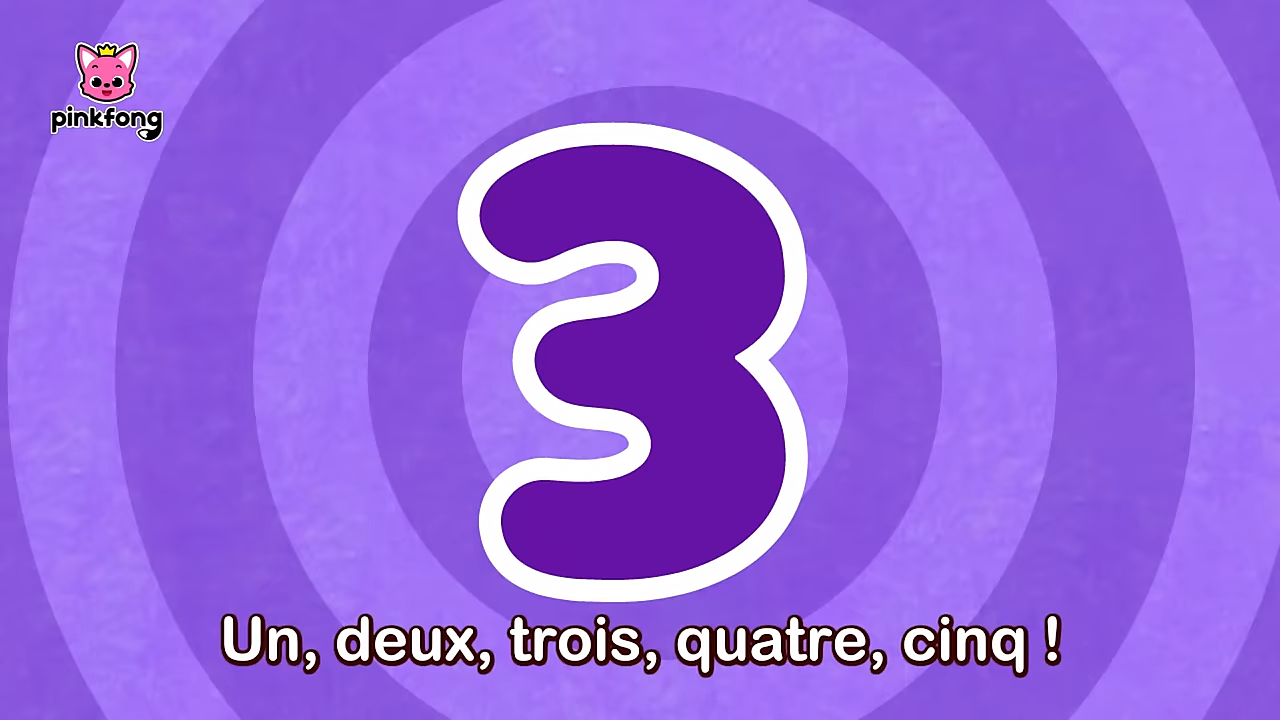 pinkfong
3
Un, deux, trois, quatre, cinq !